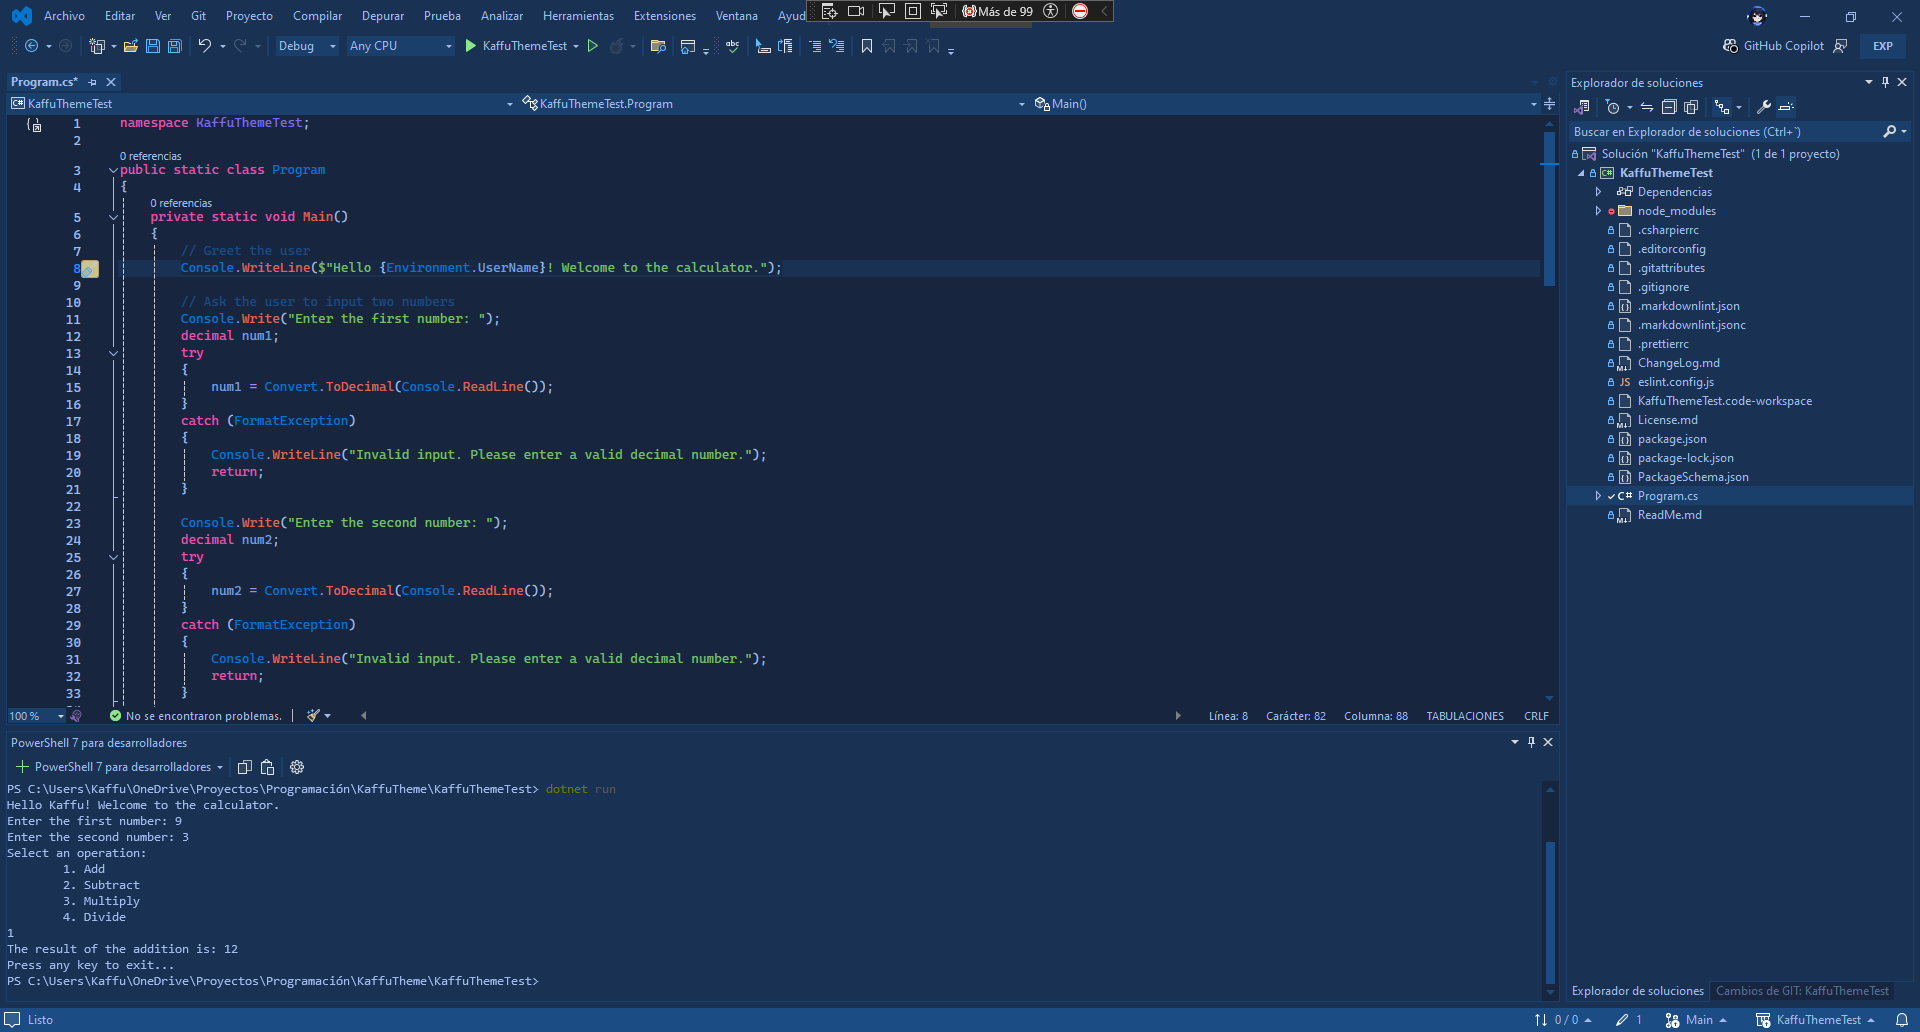 Archivo Editar Ver Git Proyecto Compilar Depurar Prueba Analizar Herramientas Extensiones Ventana Ayud
Más de 99
Debug Any CPU KaffuThemeTest
GitHub Copilot EXP
Program.cs*
KaffuThemeTest KaffuThemeTest.Program Main()
1 namespace KaffuThemeTest;
2
0 referencias
3 public static class Program
4 {
0 referencias
5 private static void Main()
6 {
7 // Greet the user
8 Console.WriteLine($"Hello {Environment.UserName}! Welcome to the calculator.");
9
10 // Ask the user to input two numbers
11 Console.Write("Enter the first number: ");
12 decimal num1;
13 try
14 {
15 num1 = Convert.ToDecimal(Console.ReadLine());
16 }
17 catch (FormatException)
18 {
19 Console.WriteLine("Invalid input. Please enter a valid decimal number.");
20 return;
21 }
22
23 Console.Write("Enter the second number: ");
24 decimal num2;
25 try
26 {
27 num2 = Convert.ToDecimal(Console.ReadLine());
28 }
29 catch (FormatException)
30 {
31 Console.WriteLine("Invalid input. Please enter a valid decimal number.");
32 return;
33 }
100 % No se encontraron problemas. Línea: 8 Carácter: 82 Columna: 88 TABULACIONES CRLF
PowerShell 7 para desarrolladores
PowerShell 7 para desarrolladores
PS C:\Users\Kaffu\OneDrive\Proyectos\Programación\KaffuTheme\KaffuThemeTest> dotnet run
Hello Kaffu! Welcome to the calculator.
Enter the first number: 9
Enter the second number: 3
Select an operation:
1. Add
2. Subtract
3. Multiply
4. Divide
1
The result of the addition is: 12
Press any key to exit...
PS C:\Users\Kaffu\OneDrive\Proyectos\Programación\KaffuTheme\KaffuThemeTest>
Explorador de soluciones
Buscar en Explorador de soluciones (Ctrl+`)
Solución "KaffuThemeTest" (1 de 1 proyecto)
KaffuThemeTest
Dependencias
node_modules
.csharpierrc
.editorconfig
.gitattributes
.gitignore
.markdownlint.json
.markdownlint.jsonc
.prettierrc
ChangeLog.md
eslint.config.js
KaffuThemeTest.code-workspace
License.md
package.json
package-lock.json
PackageSchema.json
Program.cs
ReadMe.md
Explorador de soluciones Cambios de GIT: KaffuThemeTest
Listo 0 / 0 1 Main KaffuThemeTest